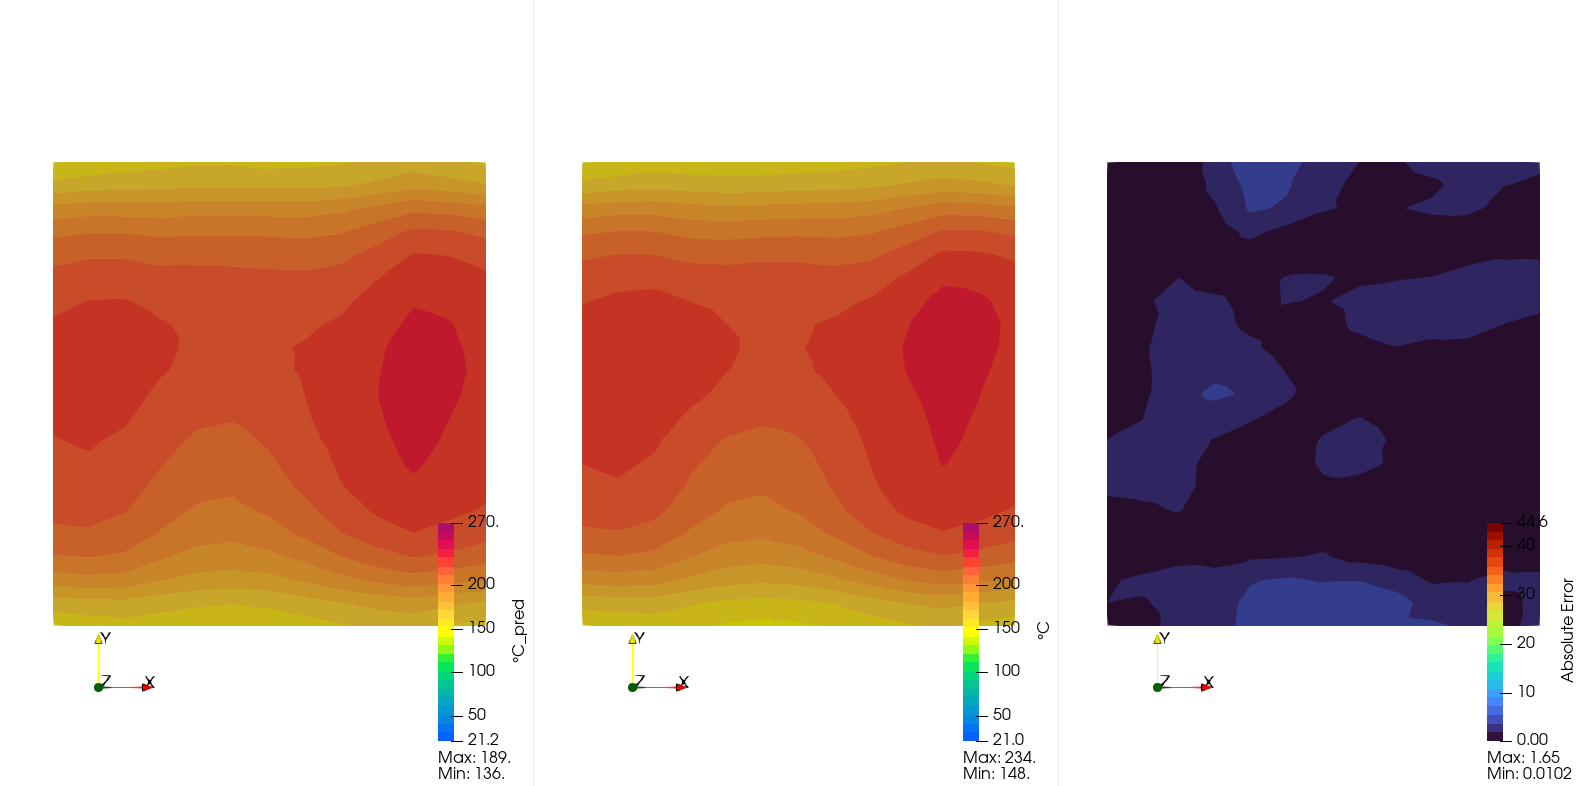 270.
200
150
100
50
21.2
°C_pred
Max: 189.
Min: 136.
Y
Z
X
270.
200
150
100
50
21.0
°C
Max: 234.
Min: 148.
Y
Z
X
44.6
40
30
20
10
0.00
Absolute Error
Max: 1.65
Min: 0.0102
Y
Z
X